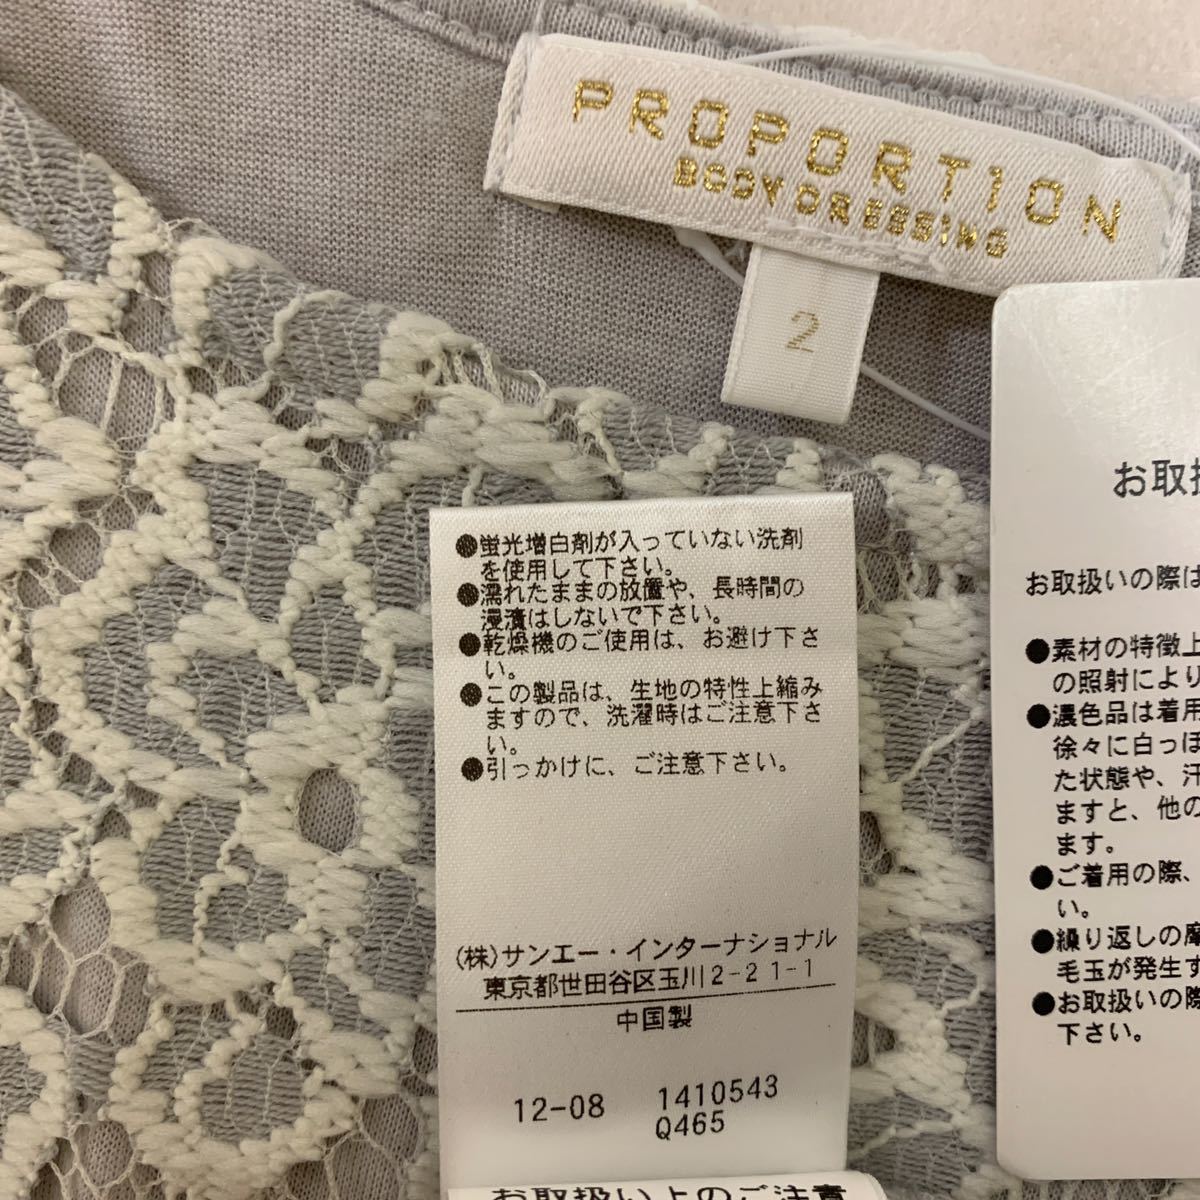 PROPORTION
BODY DRESSING
2
●蛍光増白剤が入っていない洗剤
を使用して下さい。
●濡れたままの放置や、長時間の
浸漬はしないで下さい。
●乾燥機のご使用は、お避け下さ
い。
●この製品は、生地の特性上縮み
ますので、洗濯時はご注意下さ
い。
●引っかけに、ご注意下さい。
(株)サンエー・インターナショナル
東京都世田谷区玉川2-21-1
中国製
12-08 1410543
Q465
お取扱い上のご注意
お取扱
お取扱いの際は
●素材の特徴上
の照射により
●濃色品は着用
徐々に白っぽ
た状態や、汗
ますと、他の
ます。
●ご着用の際、
い。
●繰り返しの摩
毛玉が発生す
●お取扱いの際
下さい。